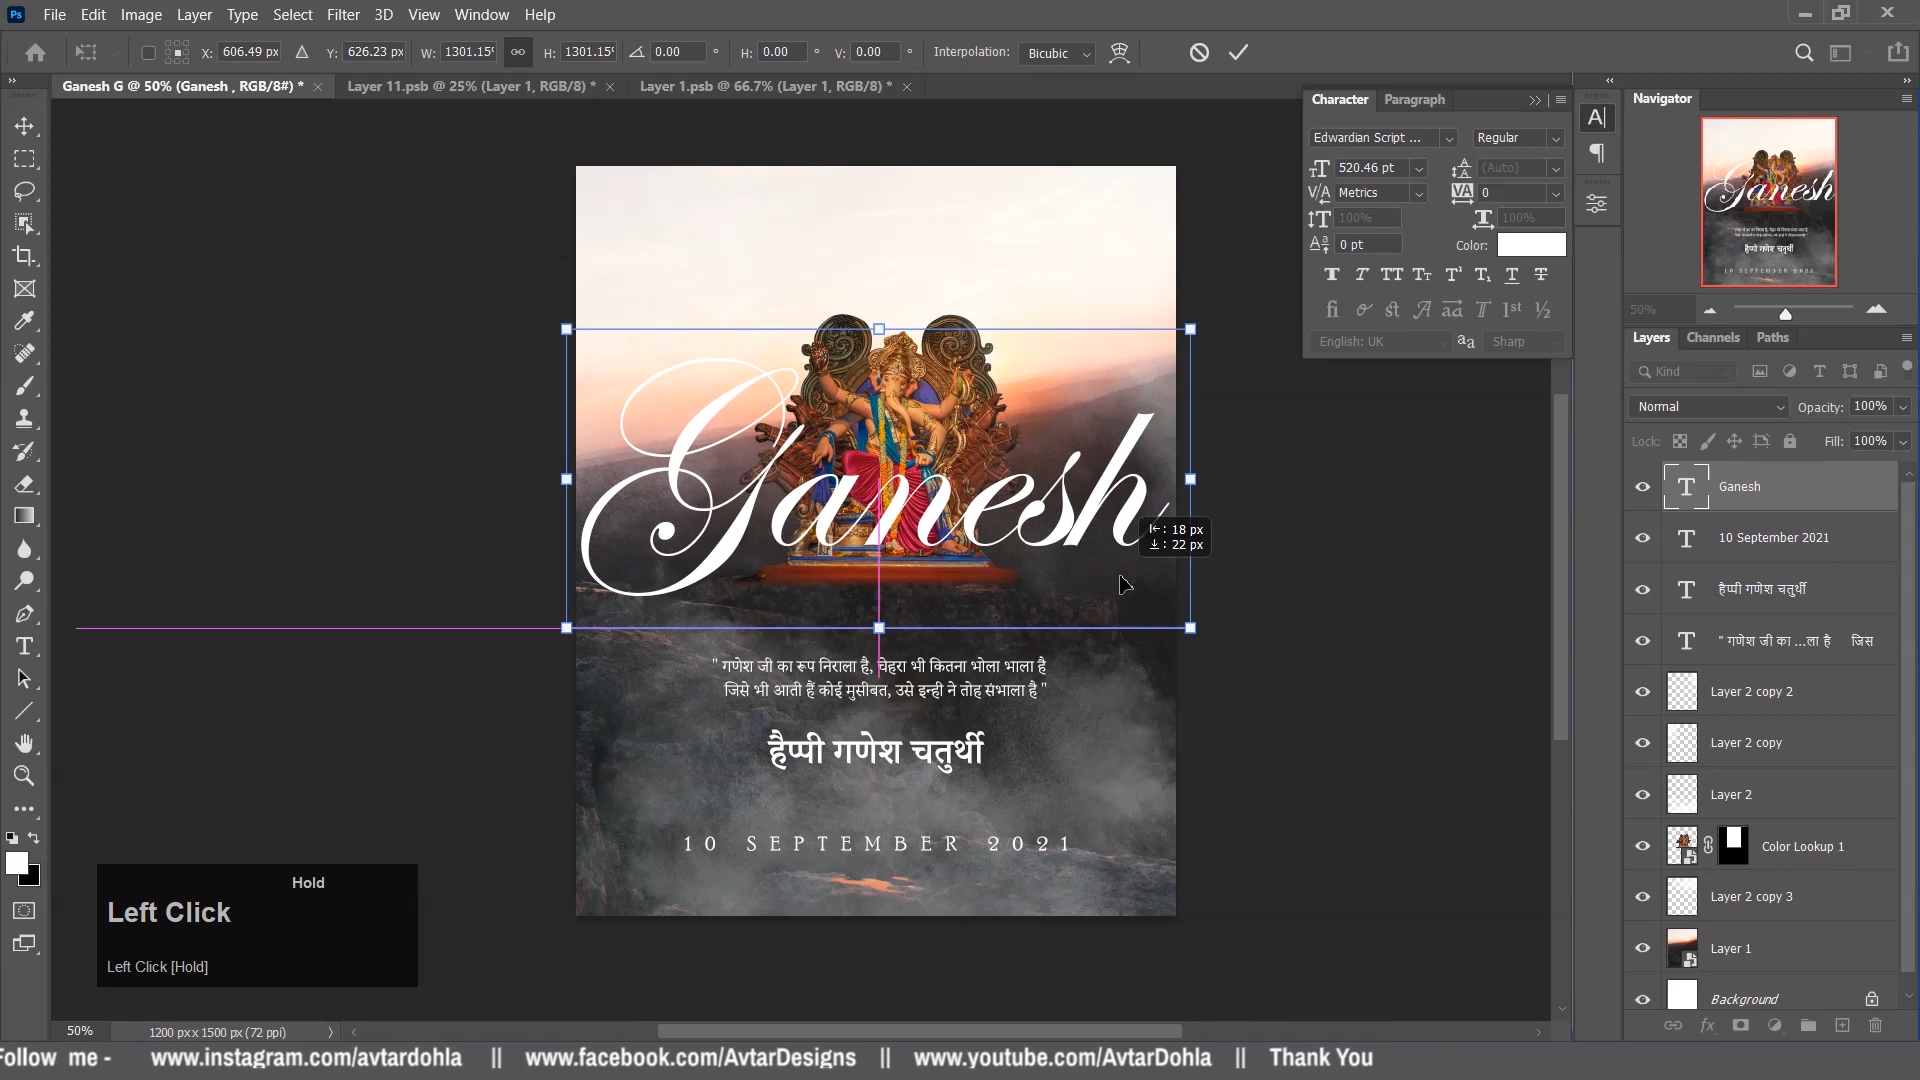 Ps File Edit Image Layer Type Select Filter 3D View Window Help
X: 606.49 px Y: 626.23 px W: 1301.15 H: 1301.15 0.00 ° H: 0.00 ° V: 0.00 ° Interpolation: Bicubic
Ganesh G @ 50% (Ganesh , RGB/8#) * Layer 11.psb @ 25% (Layer 1, RGB/8) * Layer 1.psb @ 66.7% (Layer 1, RGB/8) *
Character Paragraph
Edwardian Script ... Regular
520.46 pt (Auto)
Metrics 0
100% 100%
0 pt Color:
English: UK Sharp
Navigator
50%
Layers Channels Paths
Kind
Normal Opacity: 100%
Lock: Fill: 100%
Ganesh
10 September 2021
हैप्पी गणेश चतुर्थी
" गणेश जी का ...ला है जिस
Layer 2 copy 2
Layer 2 copy
Layer 2
Color Lookup 1
Layer 2 copy 3
Layer 1
Background
Ganesh
: 18 px
: 22 px
" गणेश जी का रूप निराला है, चेहरा भी कितना भोला भाला है
जिसे भी आती हैं कोई मुसीबत, उसे इन्ही ने तोह संभाला है "
हैप्पी गणेश चतुर्थी
10 SEPTEMBER 2021
Hold
Left Click
Left Click [Hold]
50% 1200 px x 1500 px (72 ppi)
Follow me - www.instagram.com/avtardohla || www.facebook.com/AvtarDesigns || www.youtube.com/AvtarDohla || Thank You